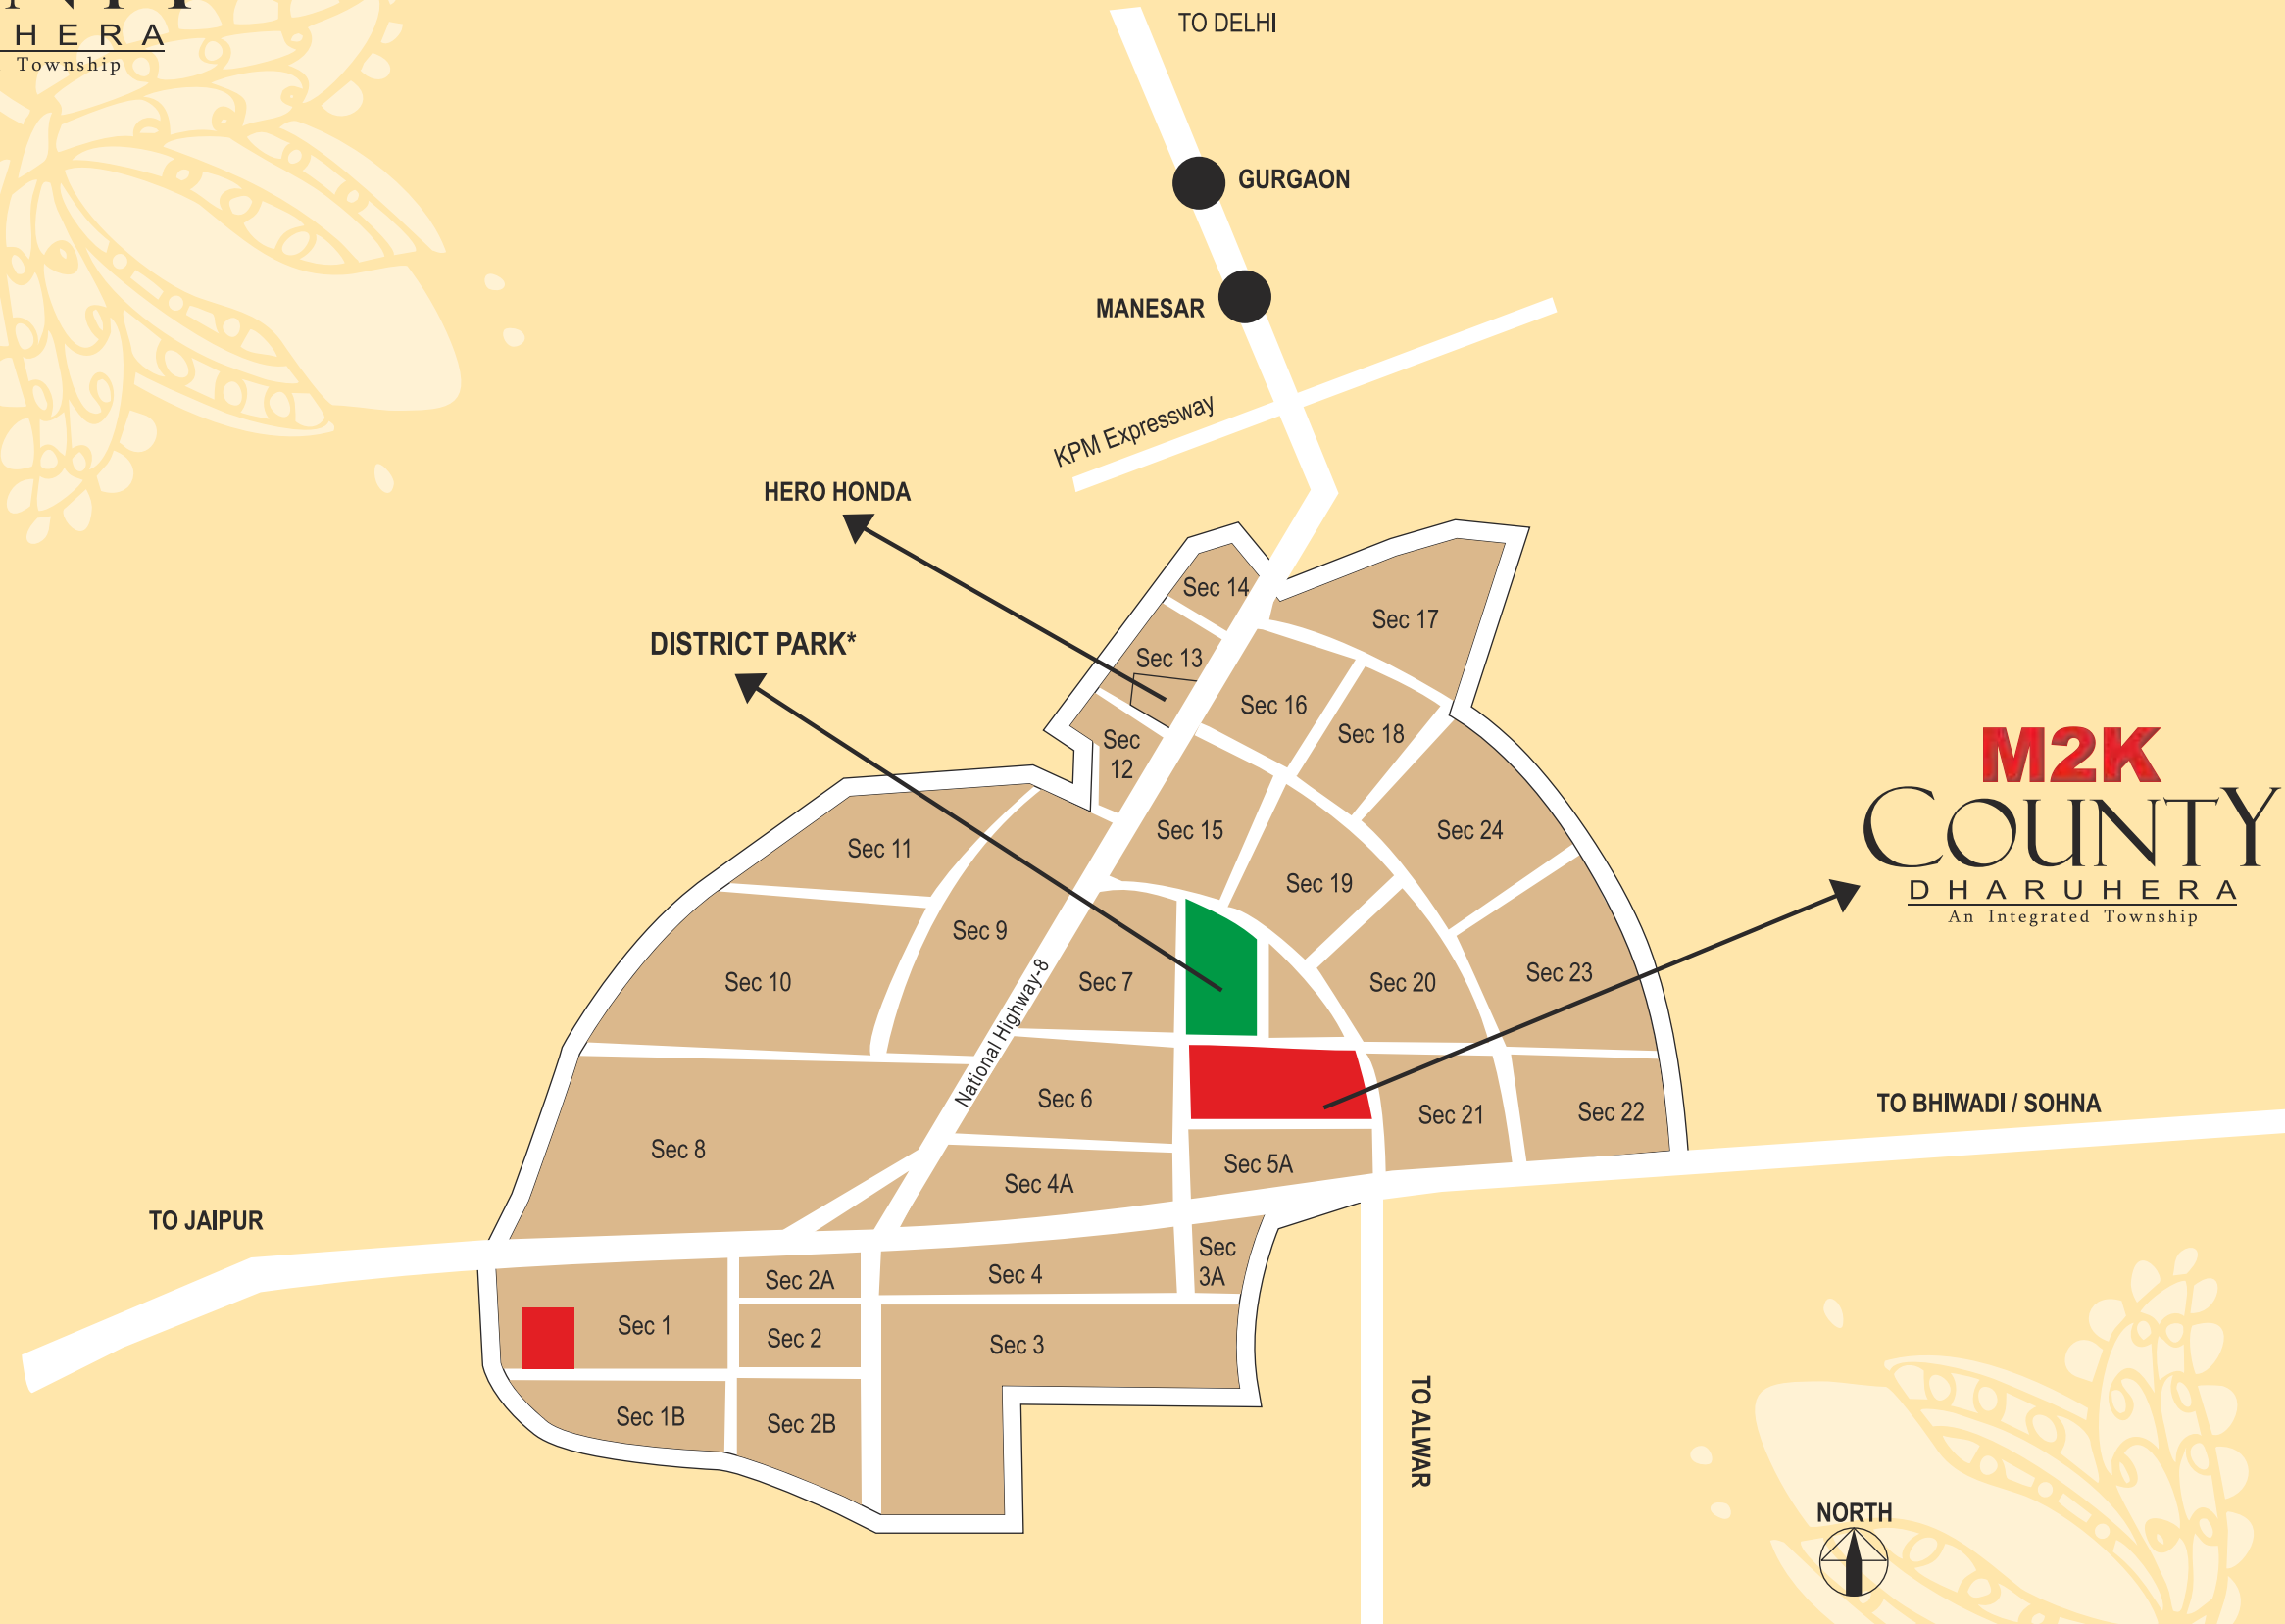 HERA
Township
TO DELHI
GURGAON
MANESAR
KPM Expressway
HERO HONDA
DISTRICT PARK*
Sec 14
Sec 17
Sec 13
Sec 16
Sec 18
Sec
12
M2K
COUNTY
DHARUHERA
An Integrated Township
Sec 15
Sec 24
Sec 11
Sec 19
Sec 9
Sec 10
Sec 7
Sec 20
Sec 23
National Highway-8
Sec 6
Sec 21
Sec 22
TO BHIWADI / SOHNA
Sec 8
Sec 5A
Sec 4A
TO JAIPUR
Sec
3A
Sec 2A
Sec 4
Sec 1
Sec 2
Sec 3
Sec 1B
Sec 2B
TO ALWAR
NORTH